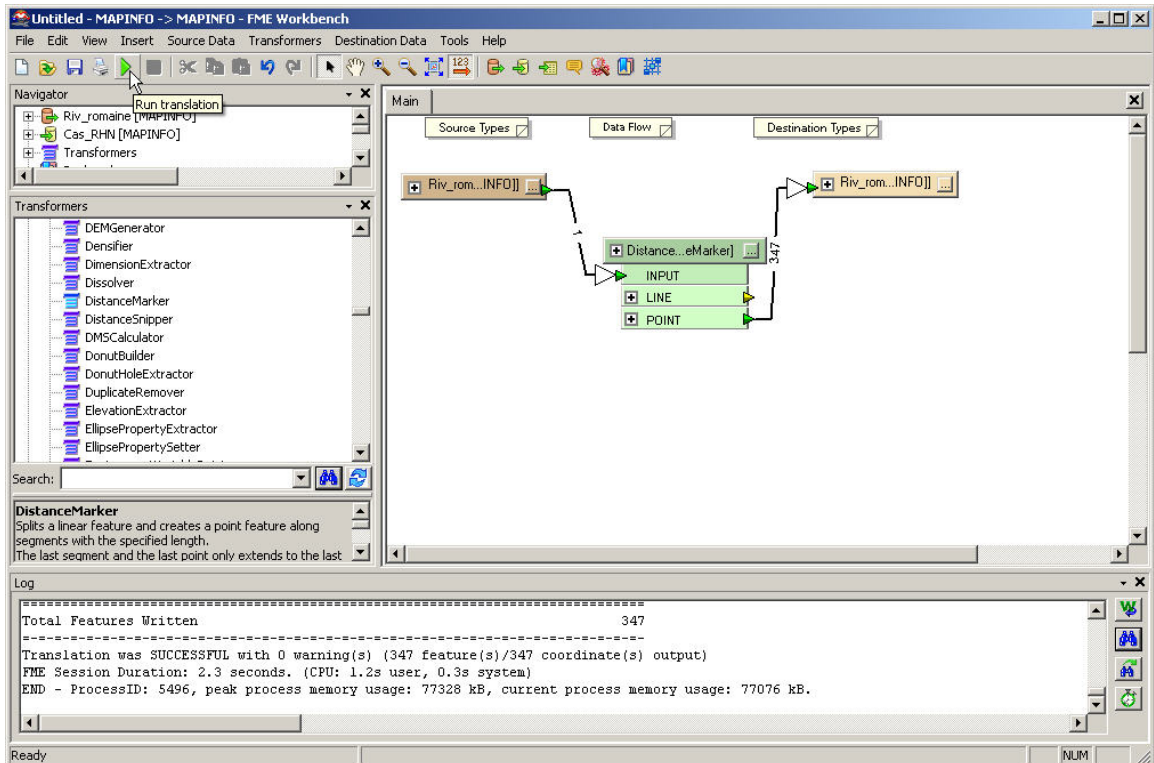 Untitled - MAPINFO -> MAPINFO - FME Workbench
File Edit View Insert Source Data Transformers Destination Data Tools Help
123
Navigator
Run translation
Riv_romaine [MAPINFO]
Cas_RHN [MAPINFO]
Transformers
Transformers
DEMGenerator
Densifier
DimensionExtractor
Dissolver
DistanceMarker
DistanceSnipper
DMSCalculator
DonutBuilder
DonutHoleExtractor
DuplicateRemover
ElevationExtractor
EllipsePropertyExtractor
EllipsePropertySetter
Search:
DistanceMarker
Splits a linear feature and creates a point feature along
segments with the specified length.
The last segment and the last point only extends to the last
Main
Source Types Data Flow Destination Types
Riv_rom...INFO]] ...
Riv_rom...INFO]] ...
1
347
Distance...eMarker] ...
INPUT
LINE
POINT
Log
Total Features Written 347
Translation was SUCCESSFUL with 0 warning(s) (347 feature(s)/347 coordinate(s) output)
FME Session Duration: 2.3 seconds. (CPU: 1.2s user, 0.3s system)
END - ProcessID: 5496, peak process memory usage: 77328 kB, current process memory usage: 77076 kB.
Ready
NUM